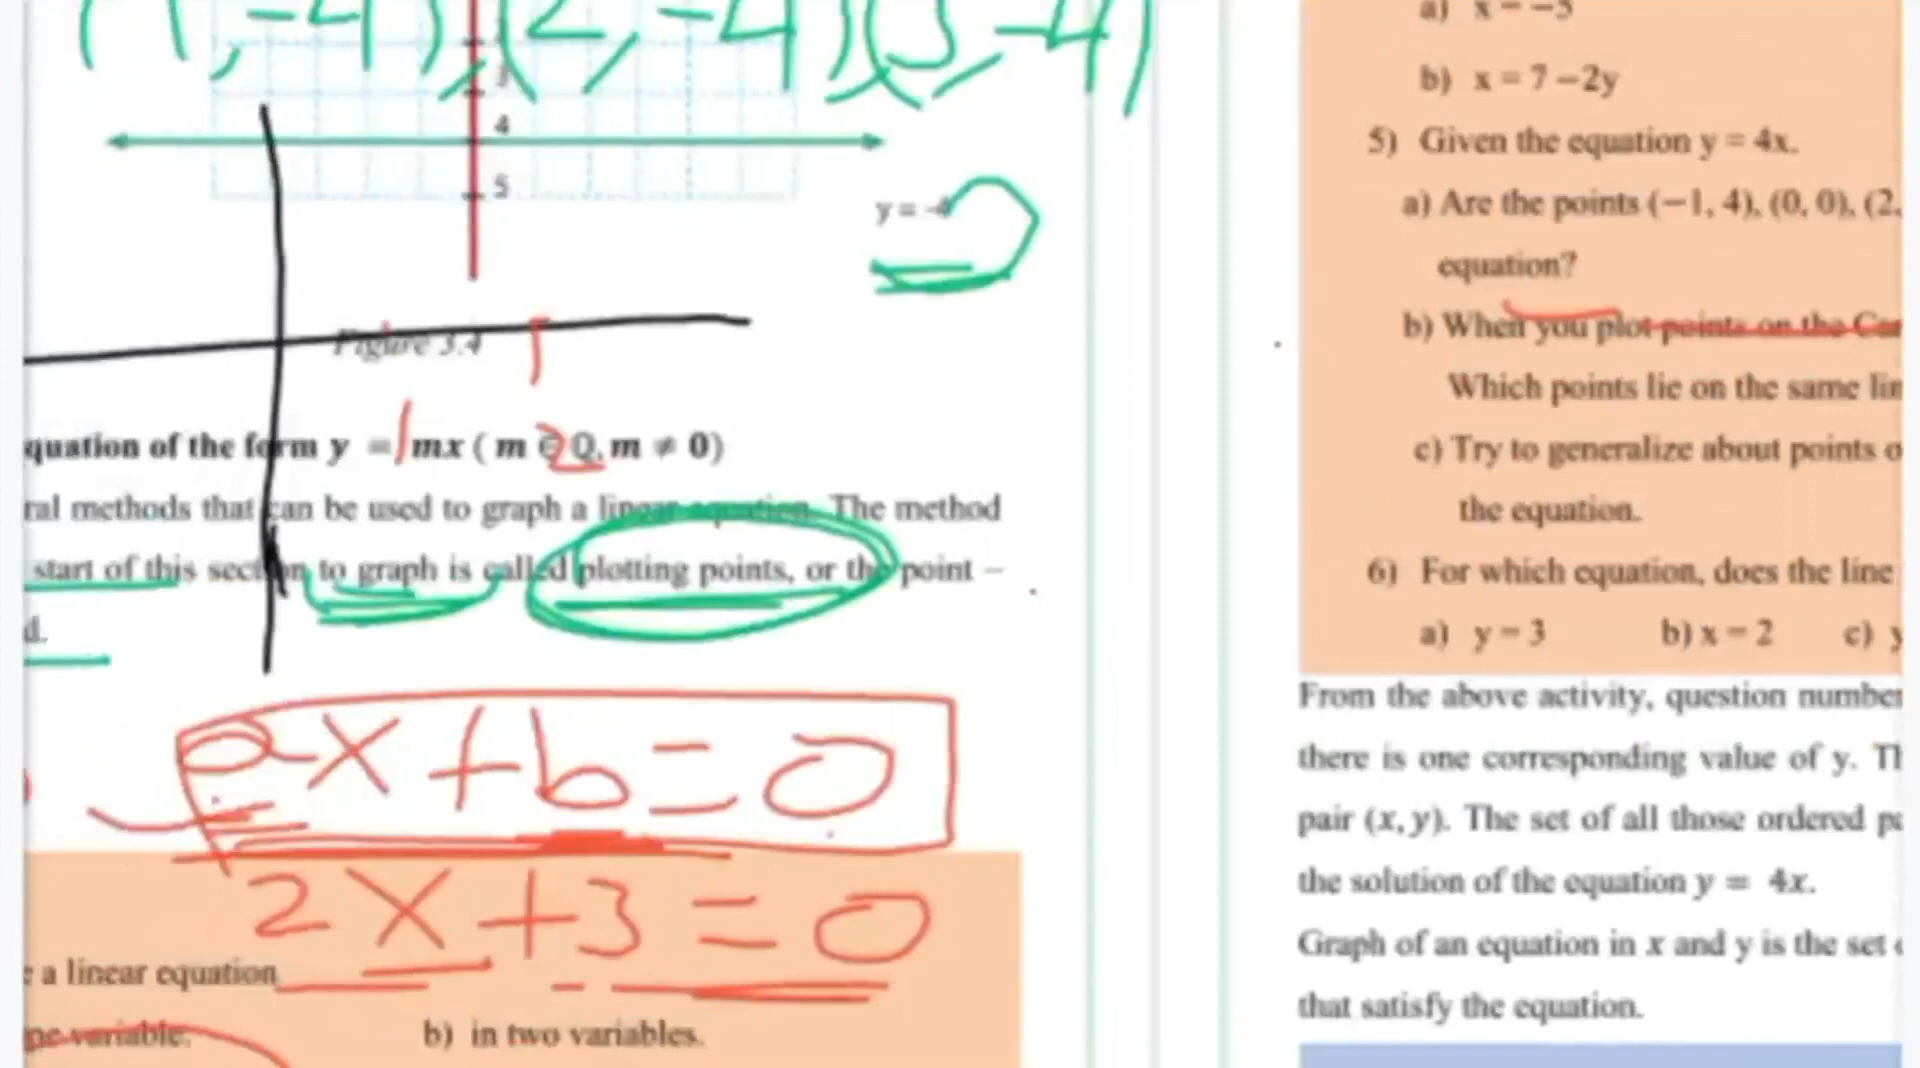 (1, -4), (2, -4)(3, -4)
4
5
y = -4
Figure 3.4
quation of the form y = mx ( m ∈ Q, m ≠ 0)
ral methods that can be used to graph a linear equation. The method
start of this section to graph is called plotting points, or the point –
d.
ax+b=0
2x+3=0
a linear equation
variable.
b) in two variables.
a) x = -5
b) x = 7 – 2y
5) Given the equation y = 4x.
a) Are the points (−1, 4), (0, 0), (2,
equation?
b) When you plot points on the Car
Which points lie on the same lin
c) Try to generalize about points o
the equation.
6) For which equation, does the line
a) y = 3 b) x = 2 c) y
From the above activity, question number
there is one corresponding value of y. Th
pair (x, y). The set of all those ordered pa
the solution of the equation y = 4x.
Graph of an equation in x and y is the set
that satisfy the equation.